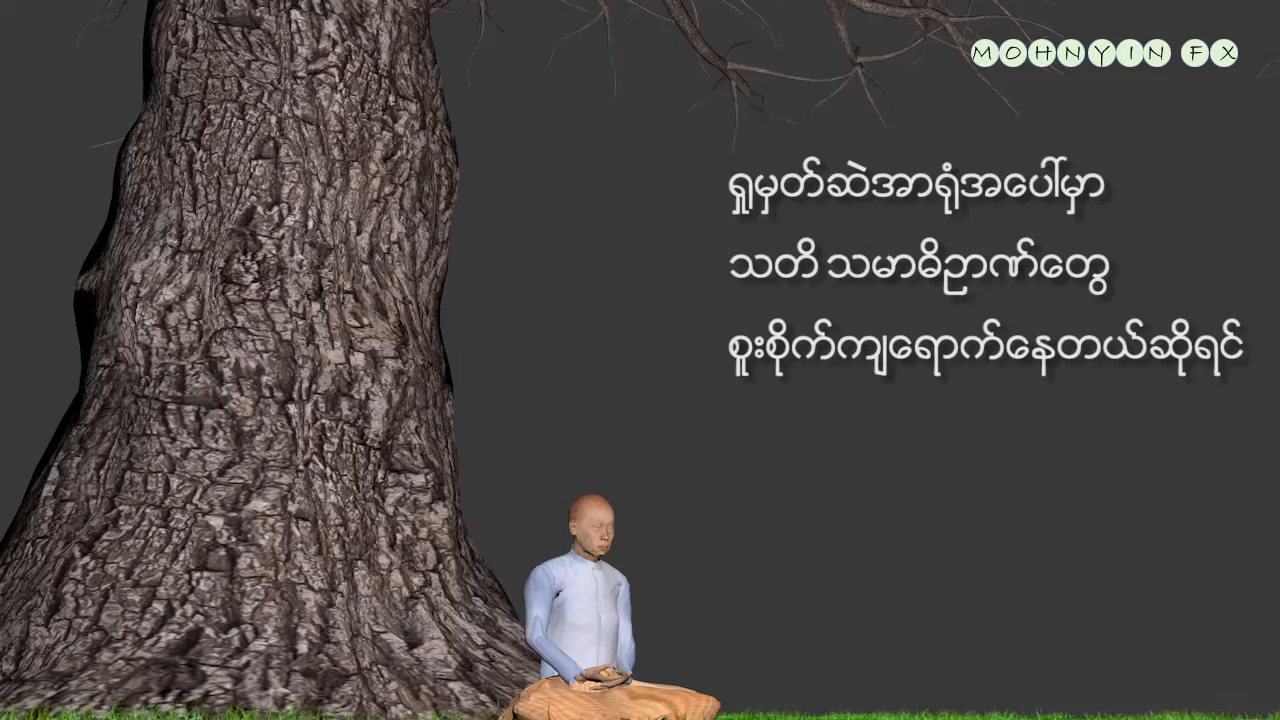 MOHNYIN FX
ရှုမှတ်ဆဲအာရုံအပေါ်မှာ
သတိ သမာဓိဉာဏ်တွေ
စူးစိုက်ကျရောက်နေတယ်ဆိုရင်